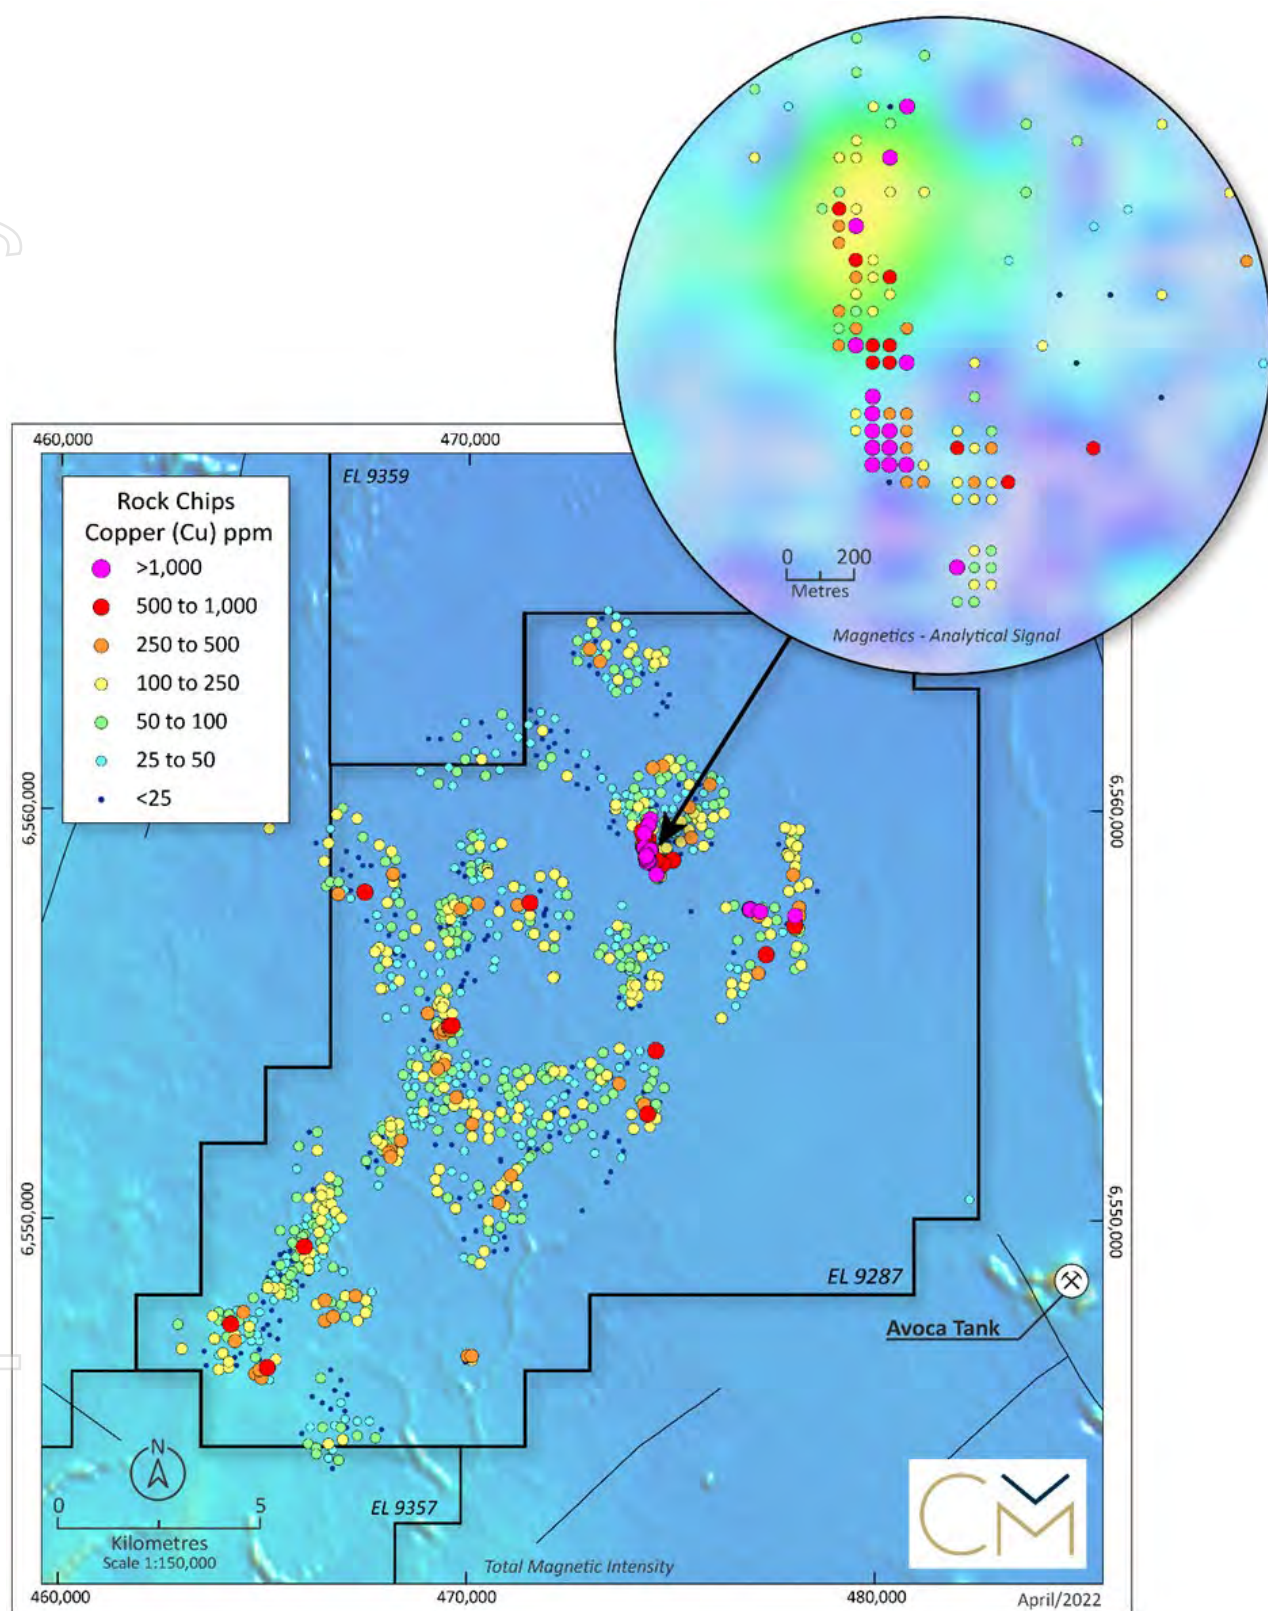 0 200
Metres
Magnetics - Analytical Signal
460,000
470,000
EL 9359
Rock Chips
Copper (Cu) ppm
>1,000
500 to 1,000
250 to 500
100 to 250
50 to 100
25 to 50
<25
6,560,000
6,560,000
6,550,000
6,550,000
EL 9287
Avoca Tank
N
0 5
Kilometres
Scale 1:150,000
EL 9357
Total Magnetic Intensity
CM
460,000
470,000
480,000
April/2022